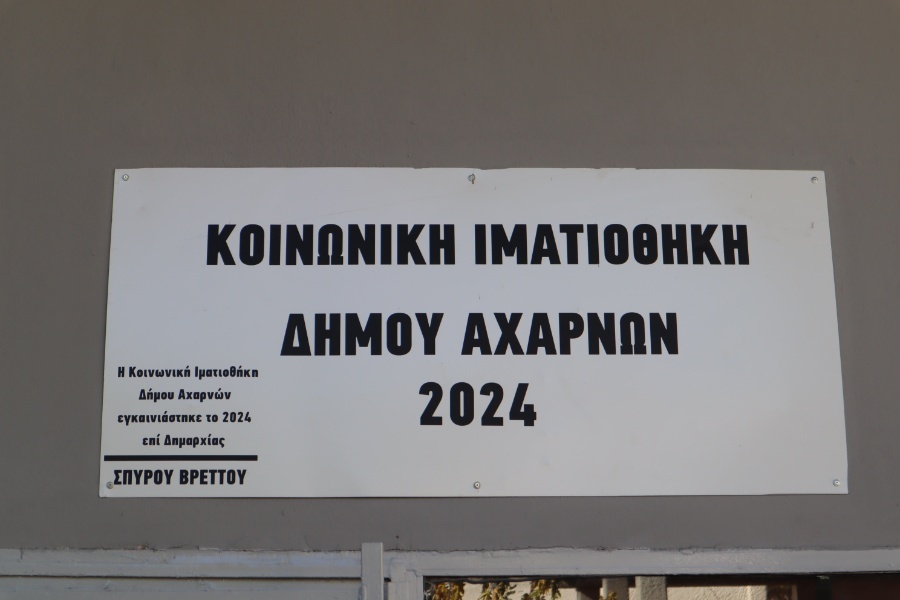 ΚΟΙΝΩΝΙΚΗ ΙΜΑΤΙΟΘΗΚΗ
ΔΗΜΟΥ ΑΧΑΡΝΩΝ
2024
Η Κοινωνική Ιματιοθήκη
Δήμου Αχαρνών
εγκαινιάστηκε το 2024
επί Δημαρχίας
ΣΠΥΡΟΥ ΒΡΕΤΤΟΥ